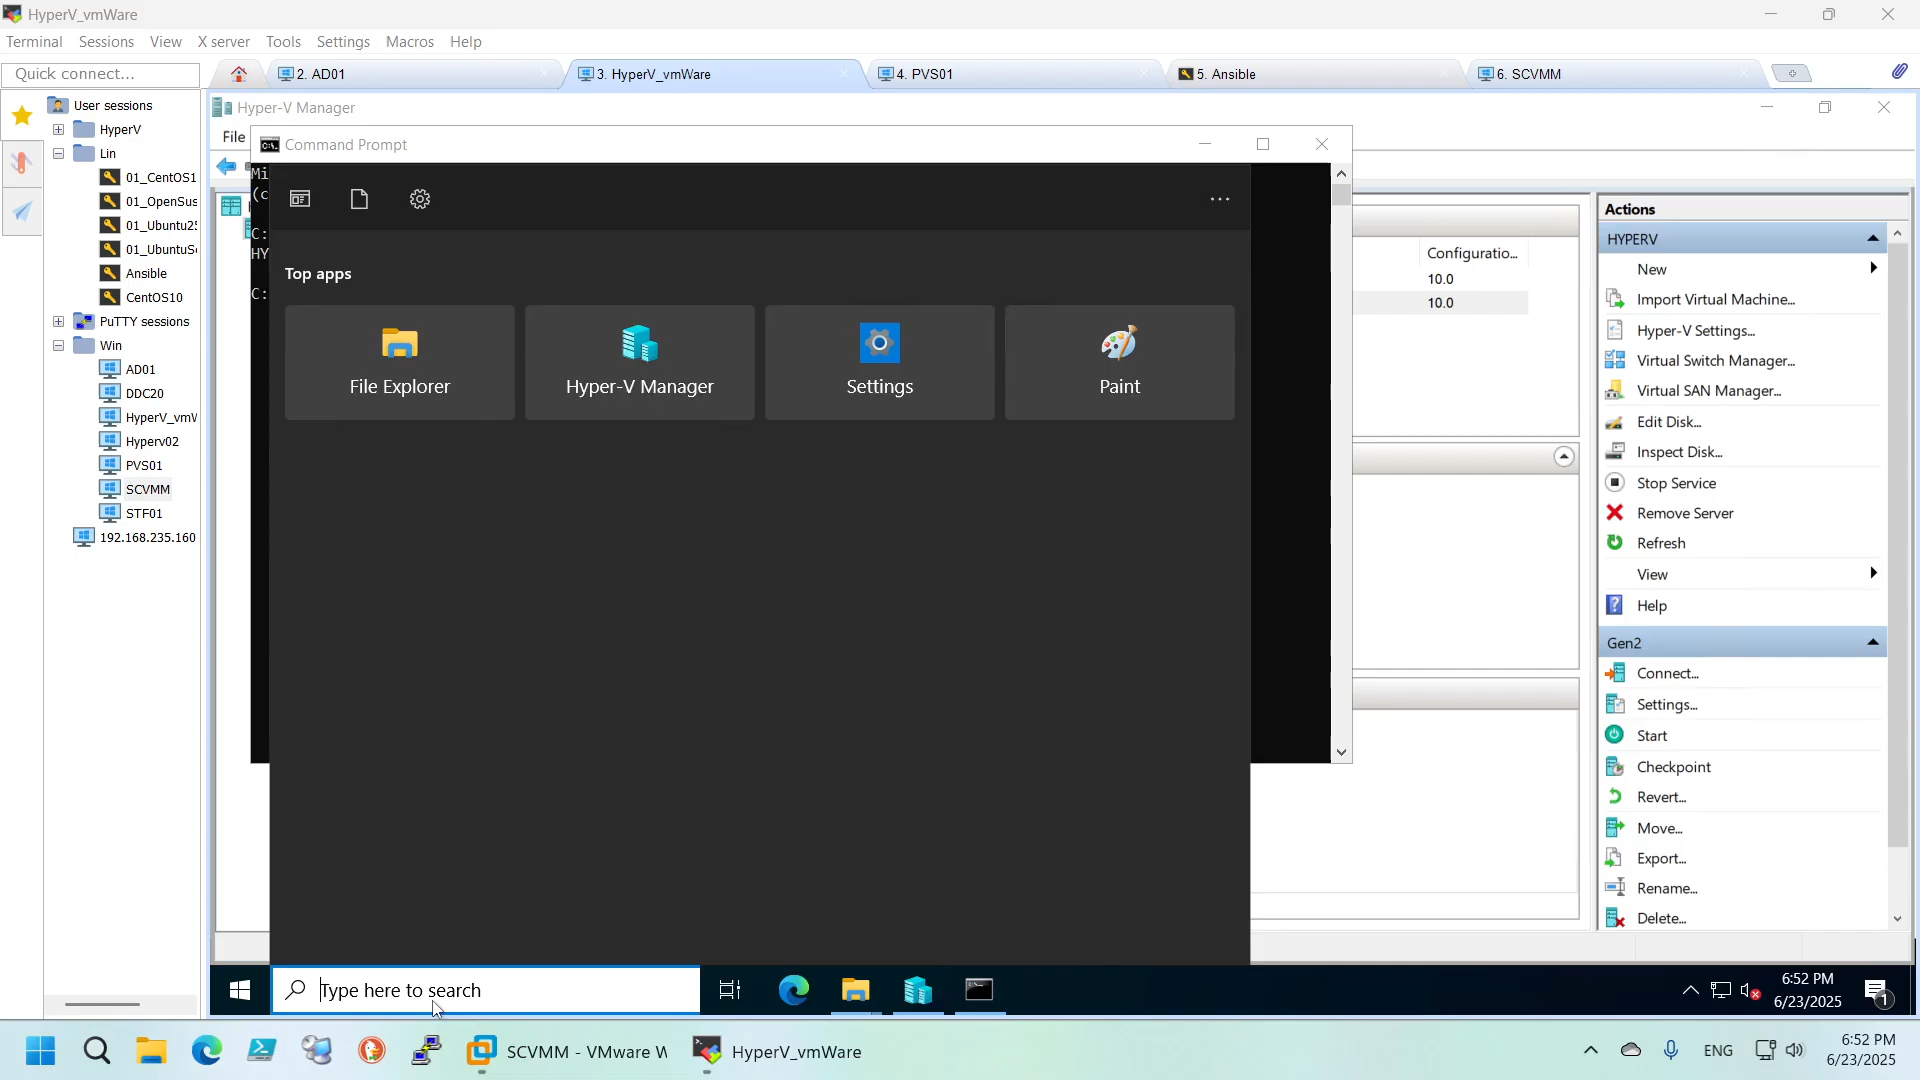 HyperV_vmWare
Terminal Sessions View X server Tools Settings Macros Help
Quick connect...
2. AD01
3. HyperV_vmWare
4. PVS01
5. Ansible
6. SCVMM
User sessions
HyperV
Lin
01_CentOS1
01_OpenSus
01_Ubuntu2
01_UbuntuS
Ansible
CentOS10
PuTTY sessions
Win
AD01
DDC20
HyperV_vmW
Hyperv02
PVS01
SCVMM
STF01
192.168.235.160
Hyper-V Manager
File
Command Prompt
Mi
(c
C:
HY
C:
Top apps
File Explorer
Hyper-V Manager
Settings
Paint
Configuratio...
10.0
10.0
Actions
HYPERV
New
Import Virtual Machine...
Hyper-V Settings...
Virtual Switch Manager...
Virtual SAN Manager...
Edit Disk...
Inspect Disk...
Stop Service
Remove Server
Refresh
View
Help
Gen2
Connect...
Settings...
Start
Checkpoint
Revert...
Move...
Export...
Rename...
Delete...
Type here to search
6:52 PM
6/23/2025
1
SCVMM - VMware W
HyperV_vmWare
ENG
6:52 PM
6/23/2025